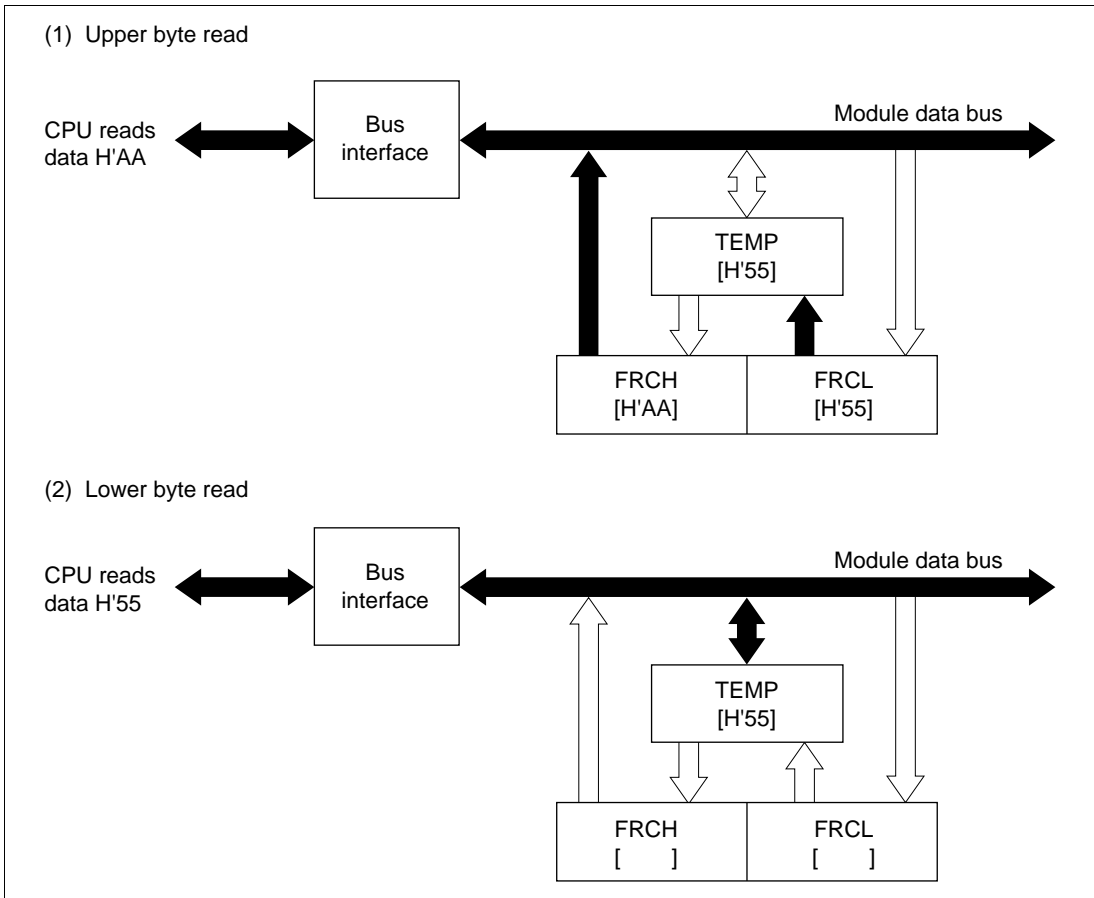 (1) Upper byte read
CPU reads
data H'AA
Bus
interface
Module data bus
TEMP
[H'55]
FRCH
[H'AA]
FRCL
[H'55]
(2) Lower byte read
CPU reads
data H'55
Bus
interface
Module data bus
TEMP
[H'55]
FRCH
[ ]
FRCL
[ ]